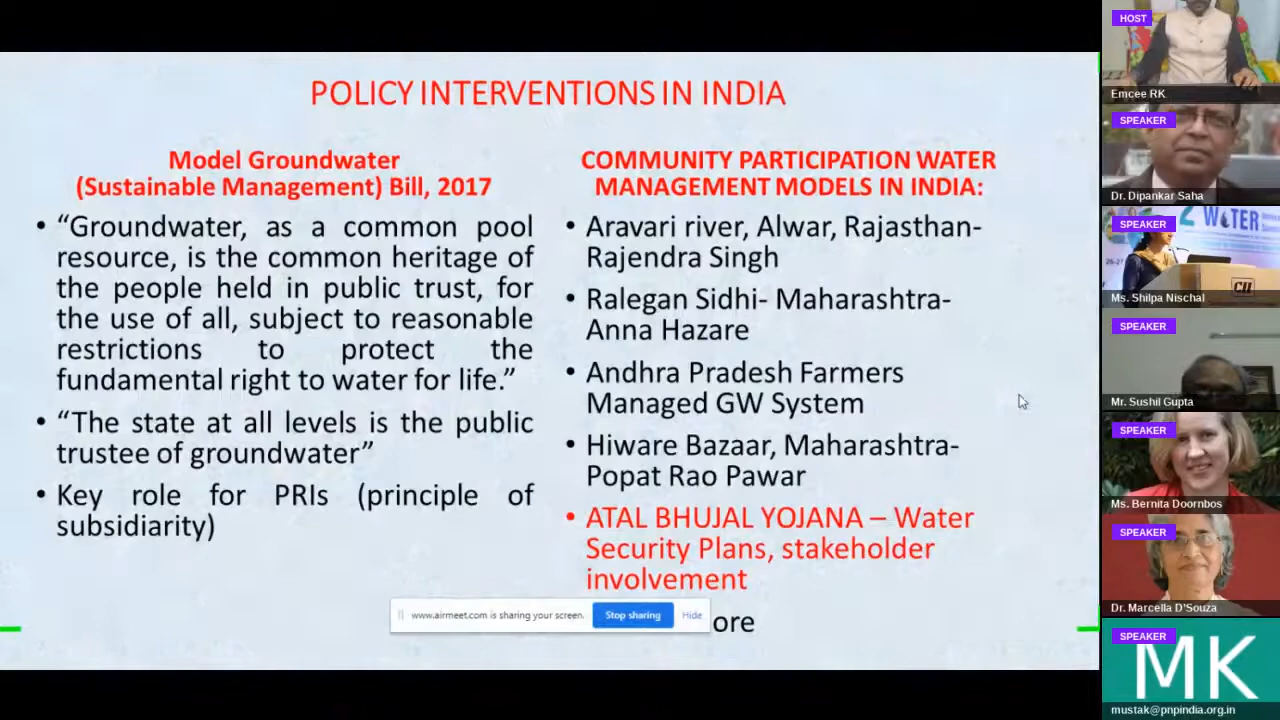 POLICY INTERVENTIONS IN INDIA
Model Groundwater
(Sustainable Management) Bill, 2017
• “Groundwater, as a common pool
resource, is the common heritage of
the people held in public trust, for
the use of all, subject to reasonable
restrictions to protect the
fundamental right to water for life.”
• “The state at all levels is the public
trustee of groundwater”
• Key role for PRIs (principle of
subsidiarity)
COMMUNITY PARTICIPATION WATER
MANAGEMENT MODELS IN INDIA:
• Aravari river, Alwar, Rajasthan-
Rajendra Singh
• Ralegan Sidhi- Maharashtra-
Anna Hazare
• Andhra Pradesh Farmers
Managed GW System
• Hiware Bazaar, Maharashtra-
Popat Rao Pawar
• ATAL BHUJAL YOJANA – Water
Security Plans, stakeholder
involvement
ore
www.airmeet.com is sharing your screen. Stop sharing Hide
HOST
Emcee RK
SPEAKER
Dr. Dipankar Saha
SPEAKER
WATER
CII
Ms. Shilpa Nischal
SPEAKER
Mr. Sushil Gupta
SPEAKER
Ms. Bernita Doornbos
SPEAKER
Dr. Marcella D'Souza
SPEAKER
MK
mustak@pnpindia.org.in